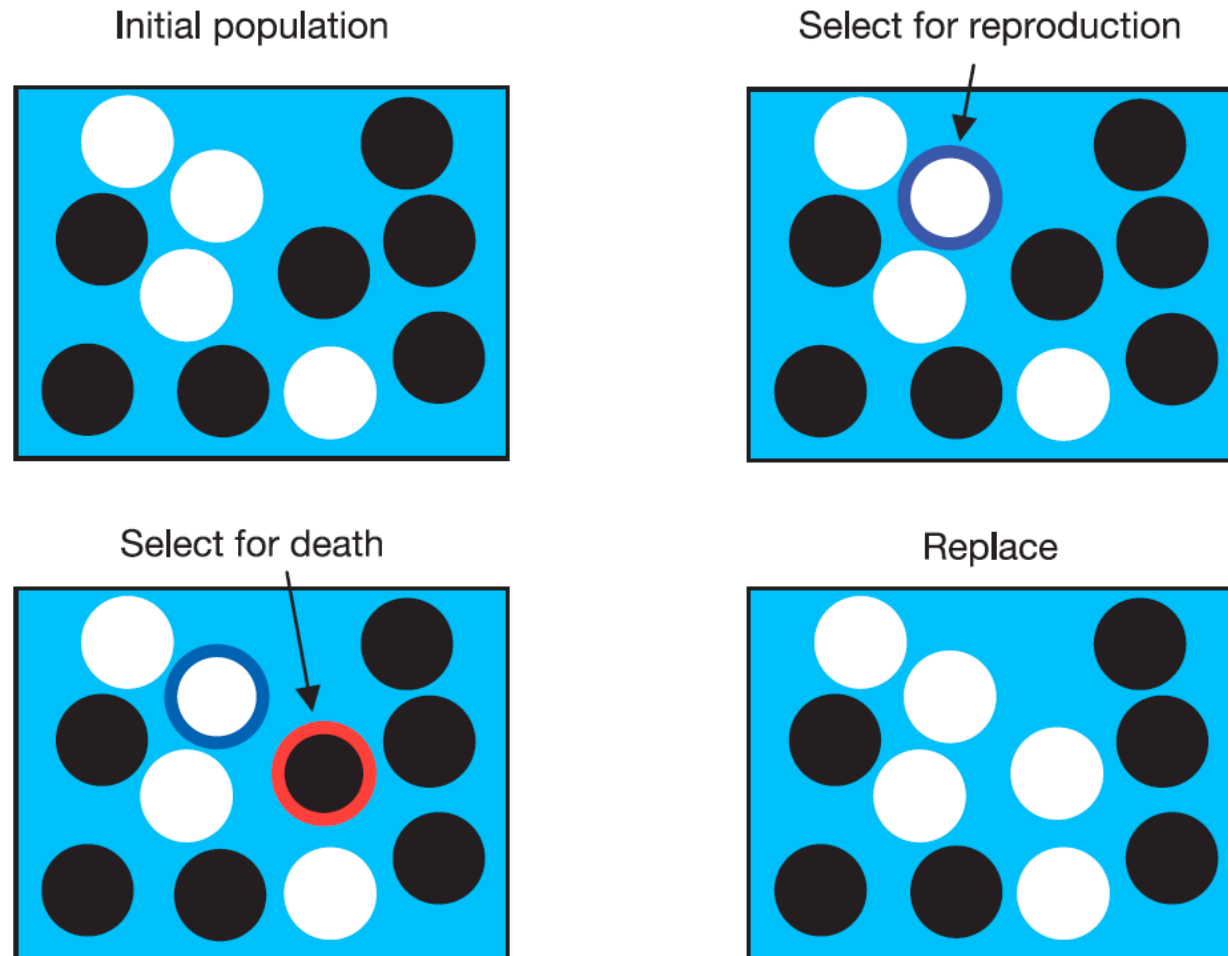 Initial population
Select for reproduction
Select for death
Replace